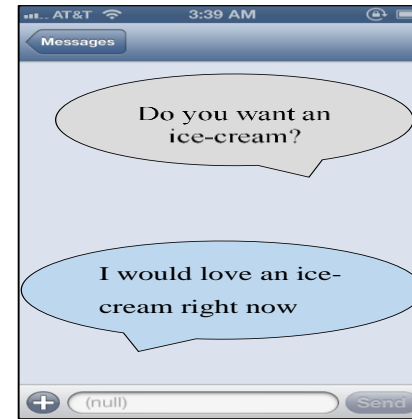 AT&T 3:39 AM
Messages
Do you want an
ice-cream?
I would love an ice-
cream right now
(null)
Send